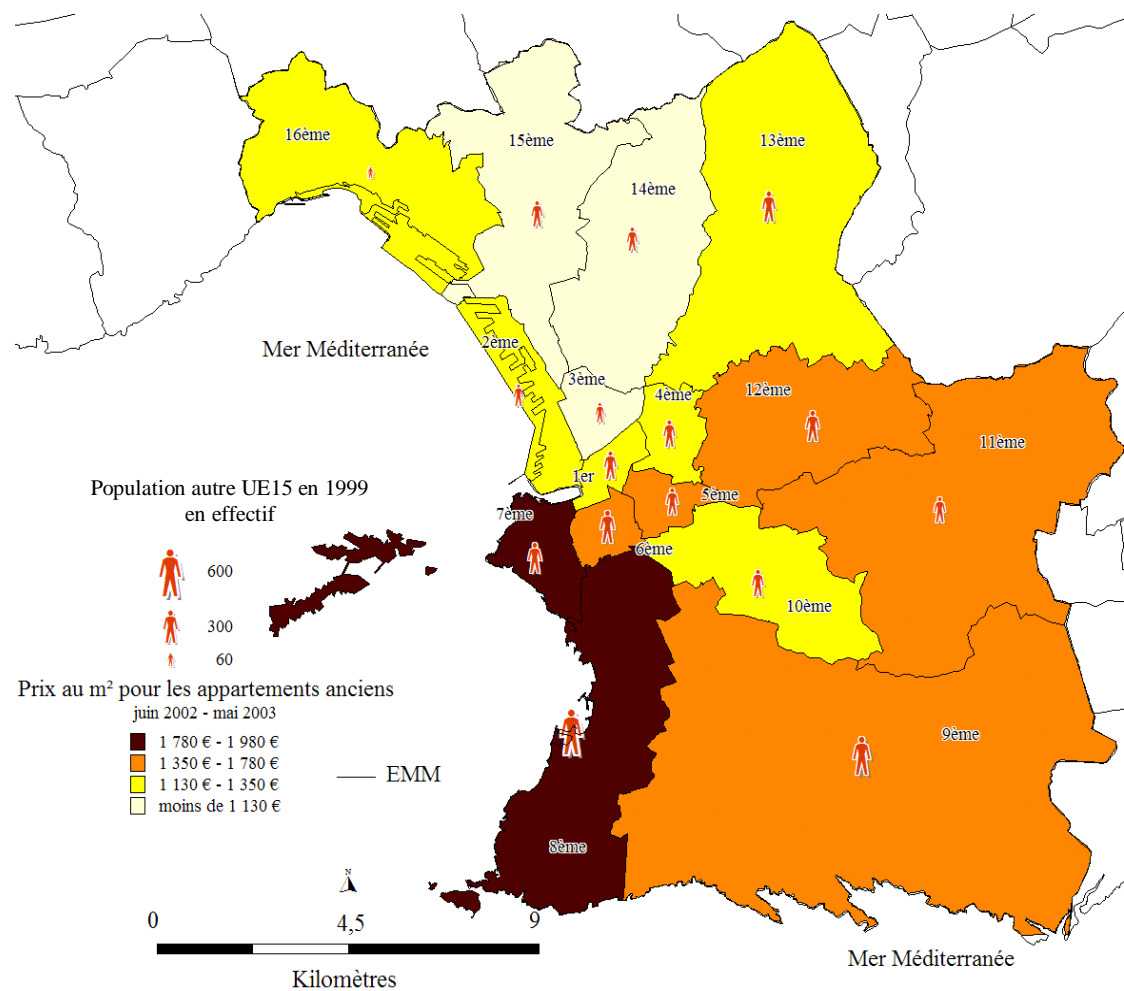 16ème
15ème
13ème
14ème
2ème
Mer Méditerranée
3ème
4ème
12ème
11ème
1er
5ème
7ème
6ème
10ème
9ème
8ème
Population autre UE15 en 1999
en effectif
600
300
60
Prix au m² pour les appartements anciens
juin 2002 - mai 2003
1 780 € - 1 980 €
1 350 € - 1 780 €
1 130 € - 1 350 €
moins de 1 130 €
EMM
N
0 4,5 9
Kilomètres
Mer Méditerranée